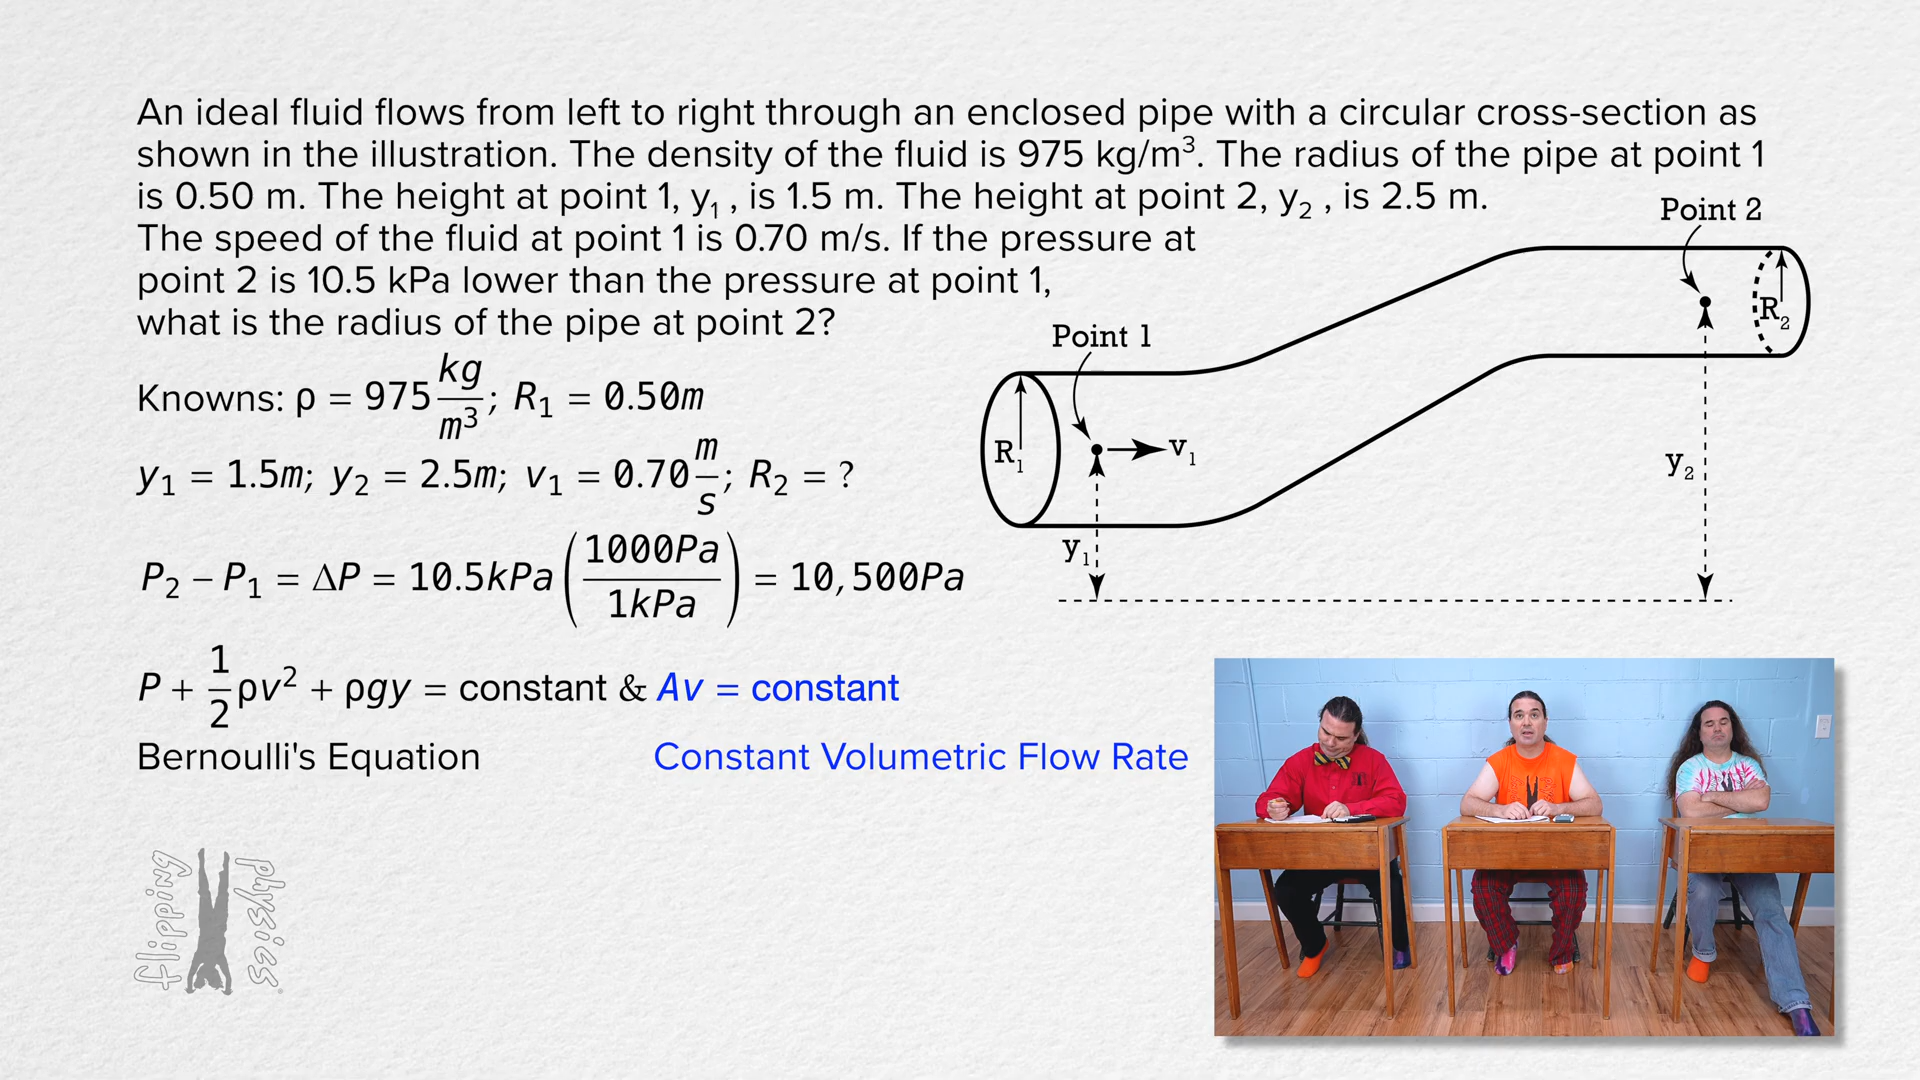 An ideal fluid flows from left to right through an enclosed pipe with a circular cross-section as
shown in the illustration. The density of the fluid is 975 kg/m³. The radius of the pipe at point 1
is 0.50 m. The height at point 1, y₁ , is 1.5 m. The height at point 2, y₂ , is 2.5 m.
The speed of the fluid at point 1 is 0.70 m/s. If the pressure at
point 2 is 10.5 kPa lower than the pressure at point 1,
what is the radius of the pipe at point 2?
Point 2
R₂
Point 1
R₁
v₁
y₂
y₁
Knowns: ρ = 975 kg/m³; R₁ = 0.50m
y₁ = 1.5m; y₂ = 2.5m; v₁ = 0.70 m/s; R₂ = ?
P₂ − P₁ = ΔP = 10.5kPa (1000Pa/1kPa) = 10,500Pa
P + 1/2 ρv² + ρgy = constant & Av = constant
Bernoulli's Equation Constant Volumetric Flow Rate
flipping
physics